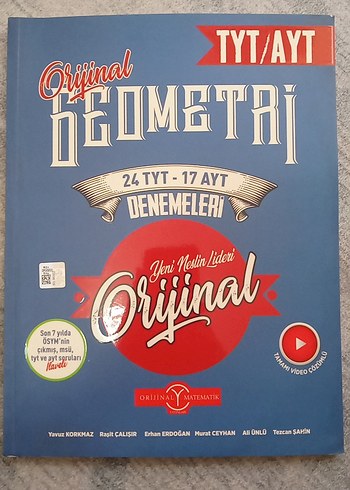 TYT/AYT
Orijinal
GEOMETRİ
24 TYT - 17 AYT
DENEMELERİ
Yeni Neslin Lideri
Orijinal
Son 7 yılda
ÖSYM'nin
çıkmış, msü,
tyt ve ayt soruları
İlaveli
TAMAMI VİDEO ÇÖZÜMLÜ
ORİJİNAL MATEMATİK
Yavuz KORKMAZ Raşit ÇALIŞIR Erhan ERDOĞAN Murat CEYHAN Ali ÜNLÜ Tezcan ŞAHİN